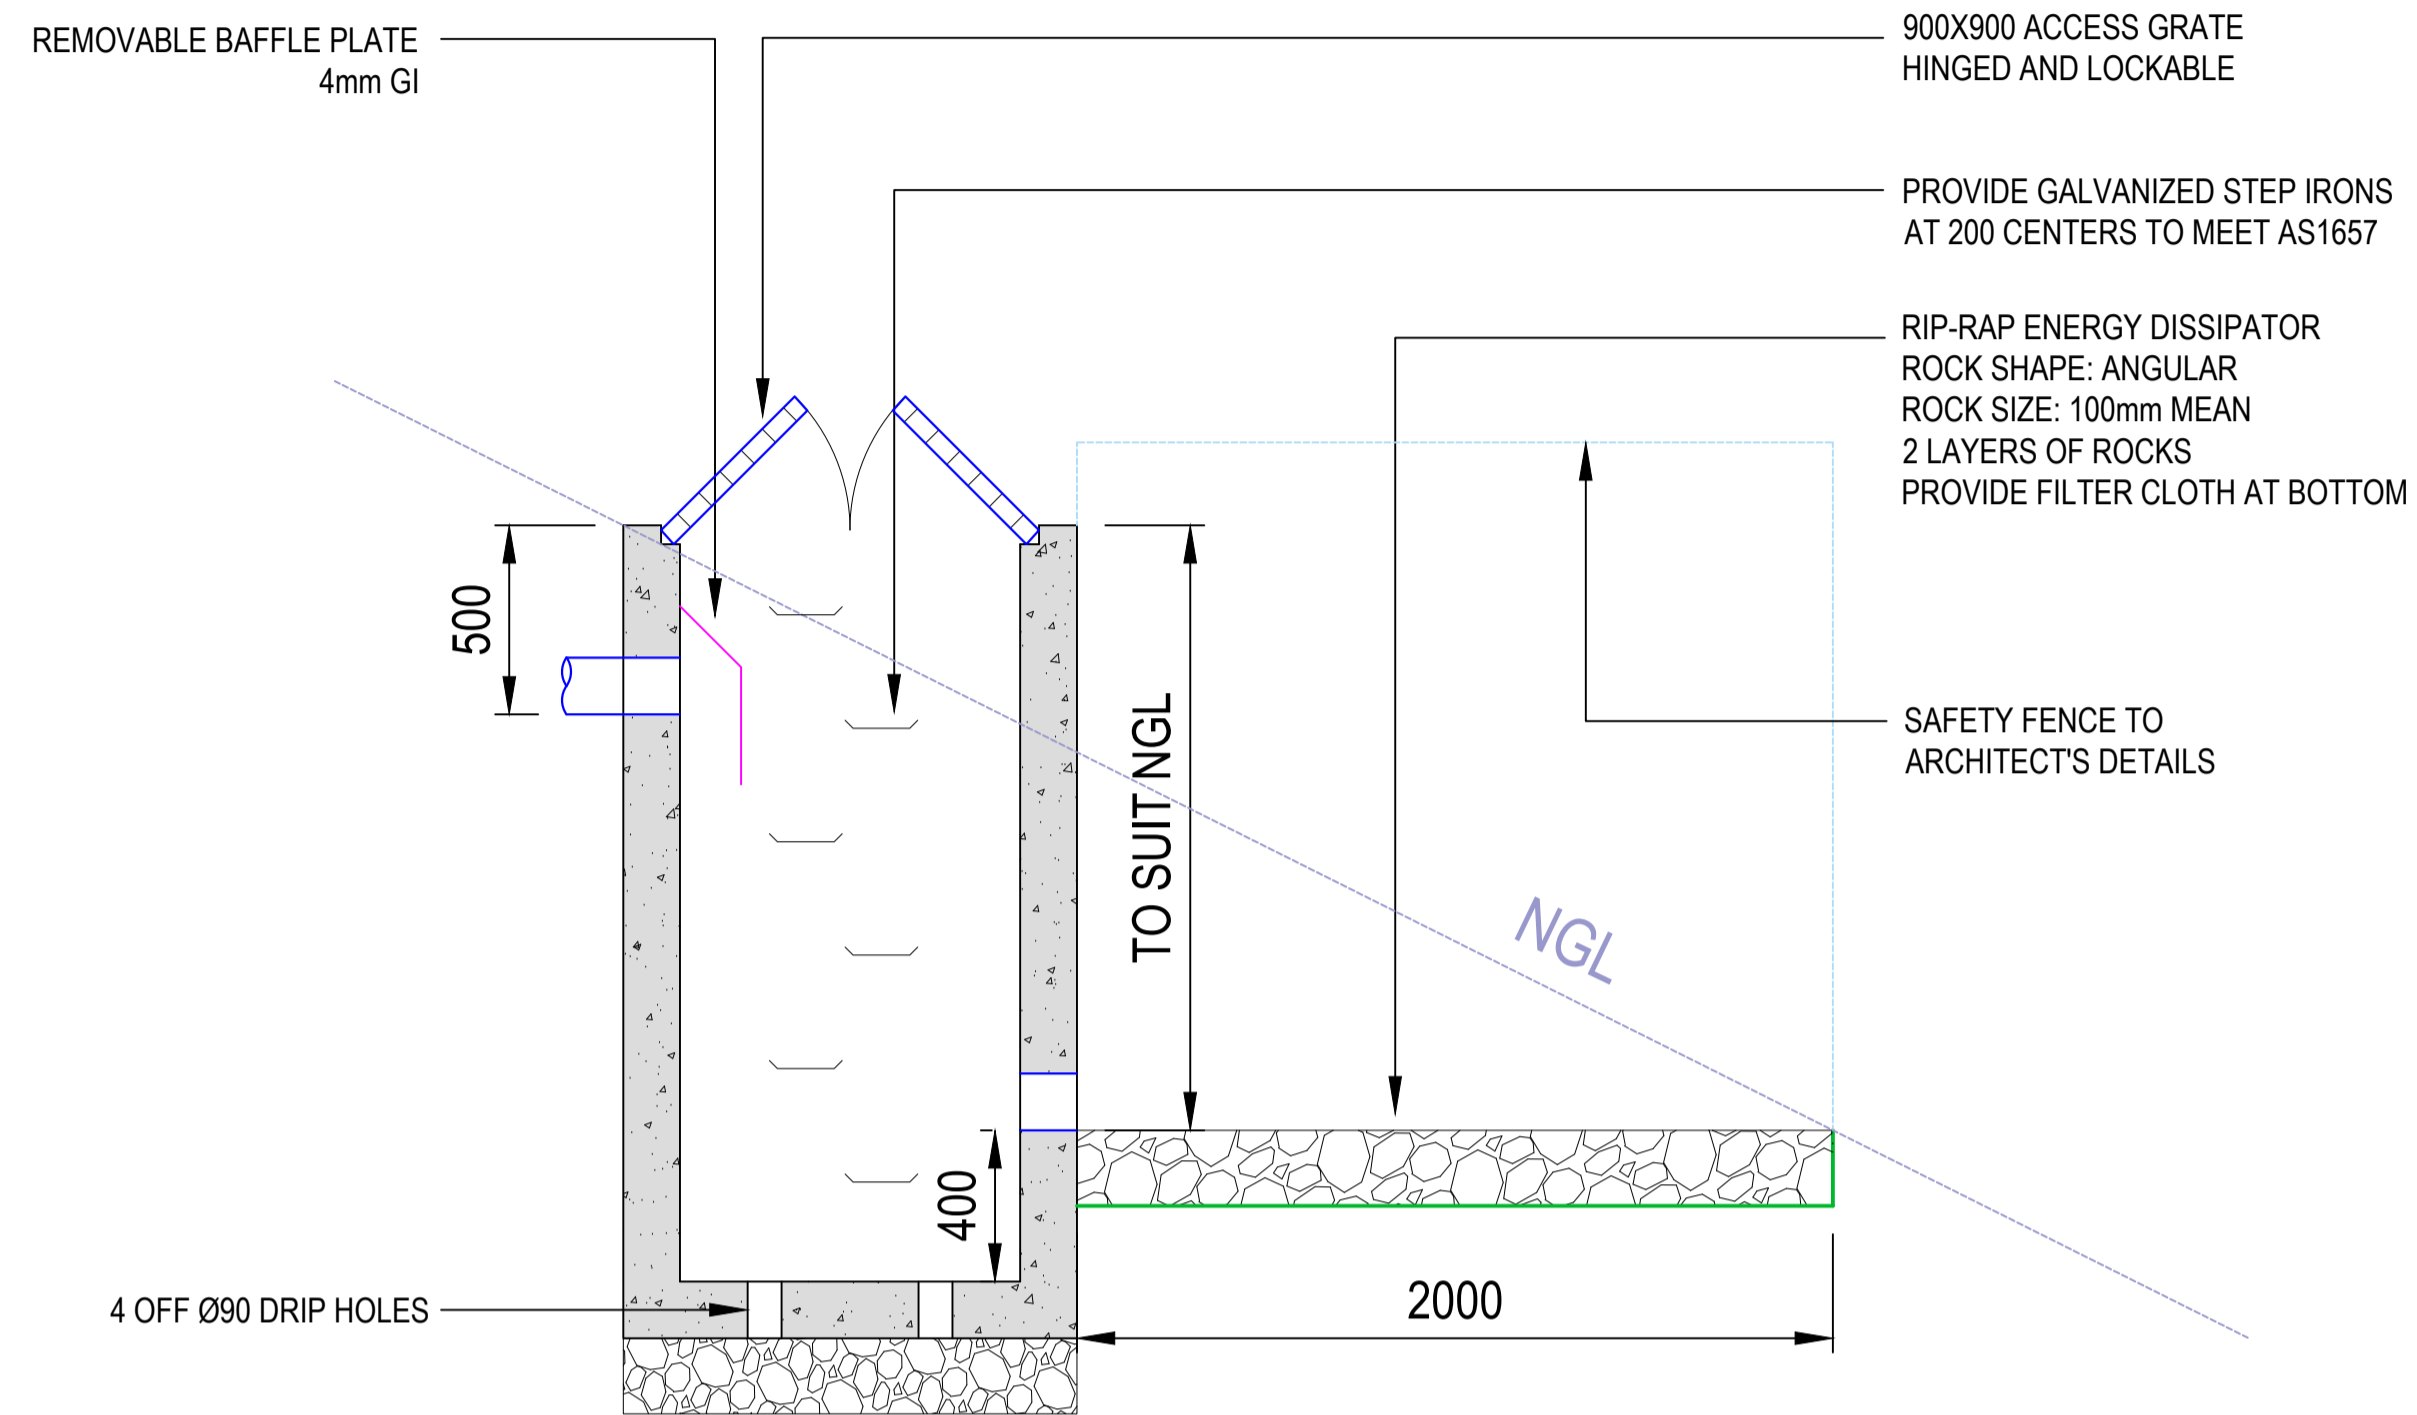 REMOVABLE BAFFLE PLATE
4mm GI
900X900 ACCESS GRATE
HINGED AND LOCKABLE
PROVIDE GALVANIZED STEP IRONS
AT 200 CENTERS TO MEET AS1657
RIP-RAP ENERGY DISSIPATOR
ROCK SHAPE: ANGULAR
ROCK SIZE: 100mm MEAN
2 LAYERS OF ROCKS
PROVIDE FILTER CLOTH AT BOTTOM
500
TO SUIT NGL
SAFETY FENCE TO
ARCHITECT'S DETAILS
NGL
400
4 OFF Ø90 DRIP HOLES
2000